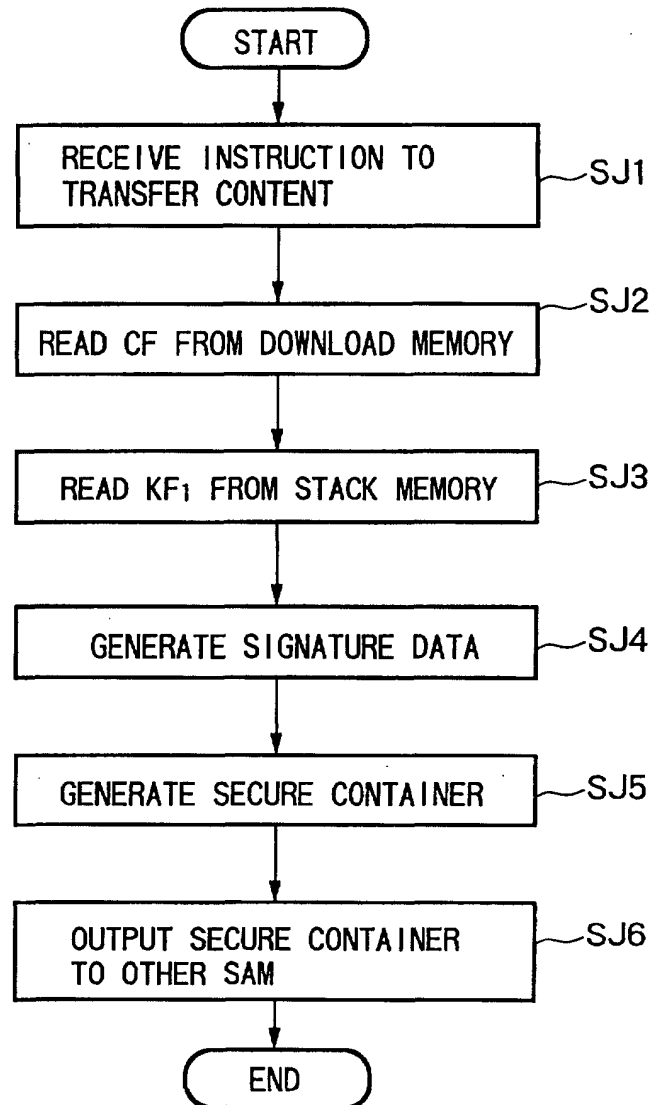 START
RECEIVE INSTRUCTION TO
TRANSFER CONTENT
SJ1
READ CF FROM DOWNLOAD MEMORY
SJ2
READ KF₁ FROM STACK MEMORY
SJ3
GENERATE SIGNATURE DATA
SJ4
GENERATE SECURE CONTAINER
SJ5
OUTPUT SECURE CONTAINER
TO OTHER SAM
SJ6
END